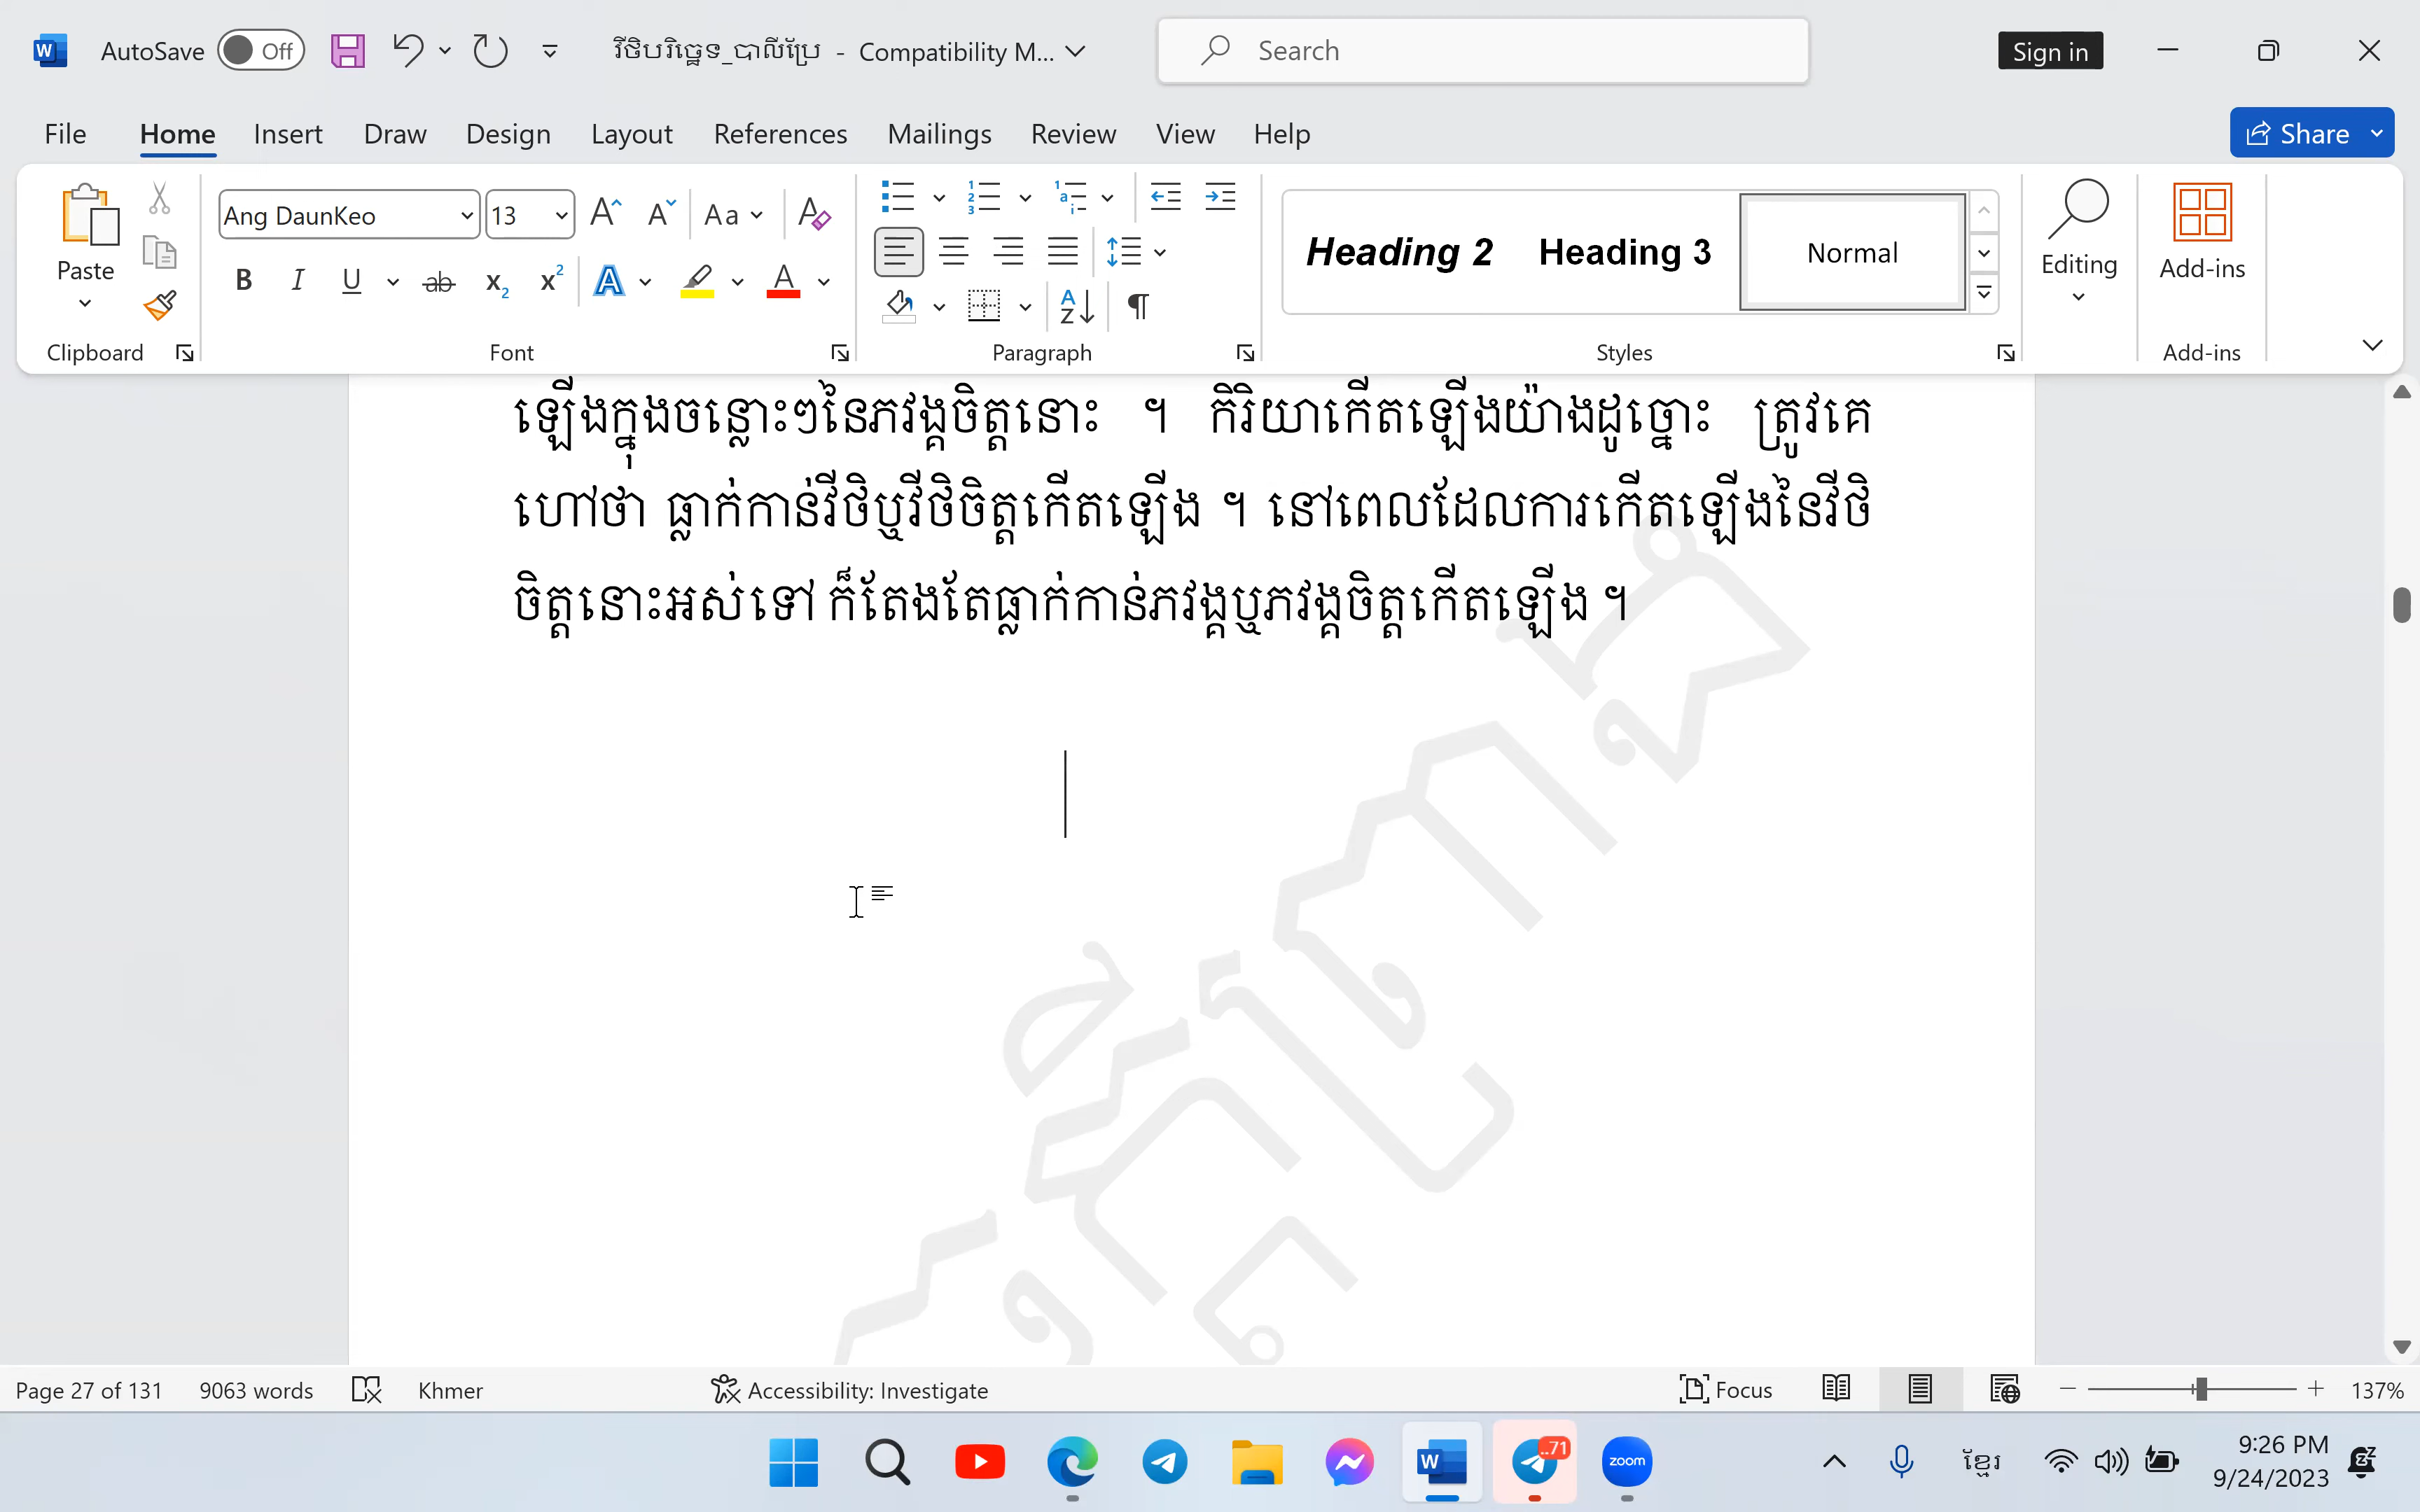 AutoSave Off វីថិបរិច្ឆេទ_បាលីប្រែ - Compatibility M... Search Sign in
File Home Insert Draw Design Layout References Mailings Review View Help Share
Paste Ang DaunKeo 13 Heading 2 Heading 3 Normal Editing Add-ins
Clipboard Font Paragraph Styles Add-ins
ឡើងក្នុងចន្លោះៗនៃភវង្គចិត្តនោះ ។ កិរិយាកើតឡើងយ៉ាងដូច្នោះ ត្រូវគេ
ហៅថា ធ្លាក់កាន់វីថិឬវីថិចិត្តកើតឡើង ។ នៅពេលដែលការកើតឡើងនៃវីថិ
ចិត្តនោះអស់ទៅ ក៏តែងតែធ្លាក់កាន់ភវង្គឬភវង្គចិត្តកើតឡើង ។
Page 27 of 131 9063 words Khmer Accessibility: Investigate Focus 137%
..71 zoom ខ្មែរ 9:26 PM
9/24/2023